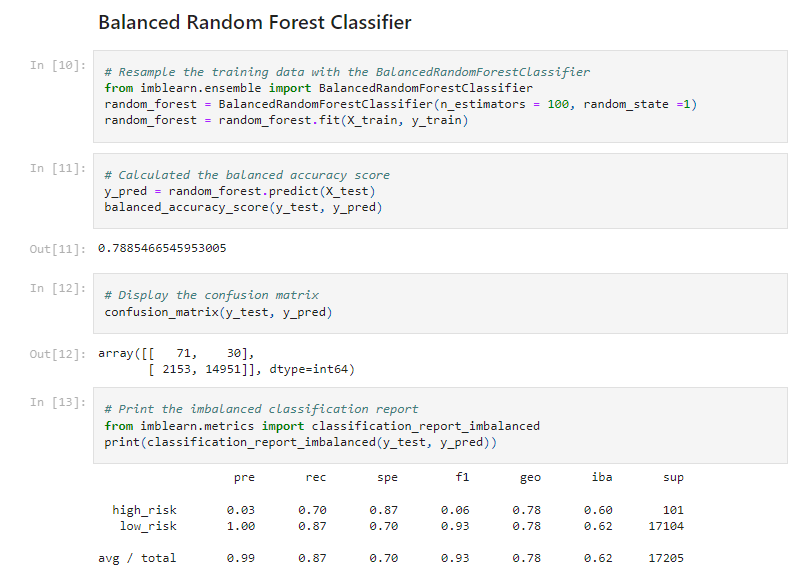 Balanced Random Forest Classifier
In [10]:
# Resample the training data with the BalancedRandomForestClassifier
from imblearn.ensemble import BalancedRandomForestClassifier
random_forest = BalancedRandomForestClassifier(n_estimators = 100, random_state =1)
random_forest = random_forest.fit(X_train, y_train)
In [11]:
# Calculated the balanced accuracy score
y_pred = random_forest.predict(X_test)
balanced_accuracy_score(y_test, y_pred)
Out[11]: 0.7885466545953005
In [12]:
# Display the confusion matrix
confusion_matrix(y_test, y_pred)
Out[12]: array([[   71,    30],
       [ 2153, 14951]], dtype=int64)
In [13]:
# Print the imbalanced classification report
from imblearn.metrics import classification_report_imbalanced
print(classification_report_imbalanced(y_test, y_pred))
pre rec spe f1 geo iba sup
high_risk 0.03 0.70 0.87 0.06 0.78 0.60 101
low_risk 1.00 0.87 0.70 0.93 0.78 0.62 17104
avg / total 0.99 0.87 0.70 0.93 0.78 0.62 17205